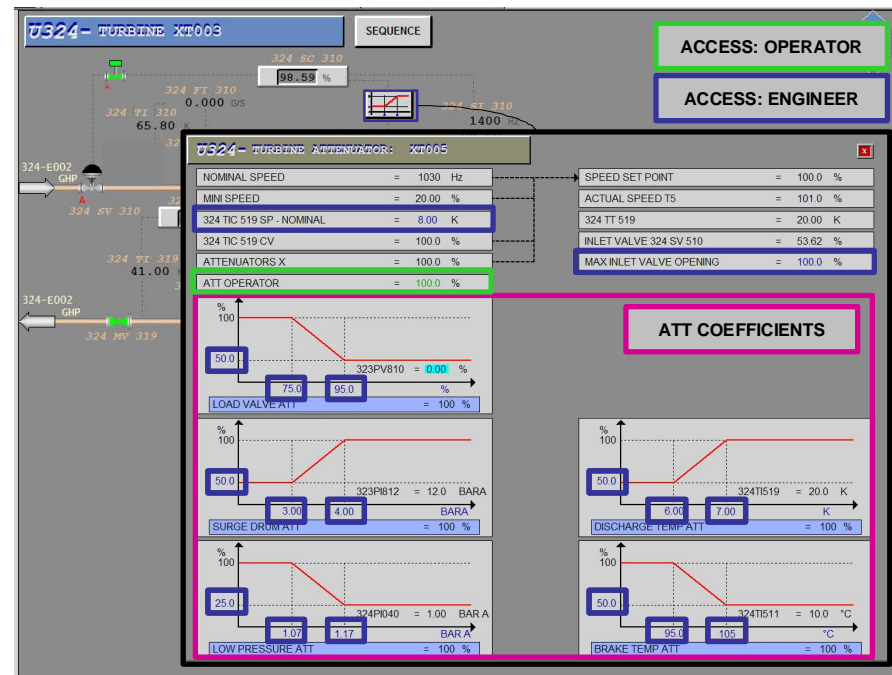 U324- TURBINE XT003
SEQUENCE
ACCESS: OPERATOR
ACCESS: ENGINEER
324 SC 310
98.59 %
324 FI 310
0.000 G/S
324 TI 310
65.80 K
324 ST 310
1400 HZ
32
324-E002
GHP
A
A
324 SV 310
32
324 TI 319
41.00
3
324-E002
GHP
324 MV 319
U324- TURBINE ATTENUATOR: XT005
x
NOMINAL SPEED = 1030 Hz
MINI SPEED = 20.00 %
324 TIC 519 SP - NOMINAL = 8.00 K
324 TIC 519 CV = 100.0 %
ATTENUATORS X = 100.0 %
ATT OPERATOR = 100.0 %
SPEED SET POINT = 100.0 %
ACTUAL SPEED T5 = 101.0 %
324 TT 519 = 20.00 K
INLET VALVE 324 SV 510 = 53.62 %
MAX INLET VALVE OPENING = 100.0 %
ATT COEFFICIENTS
%
100
50.0
323PV810 = 0.00 %
75.0 95.0 %
LOAD VALVE ATT = 100 %
%
100
50.0
323PI812 = 12.0 BARA
3.00 4.00 BARA
SURGE DRUM ATT = 100 %
%
100
50.0
324TI519 = 20.0 K
6.00 7.00 K
DISCHARGE TEMP ATT = 100 %
%
100
25.0
324PI040 = 1.00 BAR A
1.07 1.17 BAR A
LOW PRESSURE ATT = 100 %
%
100
50.0
324TI511 = 10.0 °C
95.0 105 °C
BRAKE TEMP ATT = 100 %